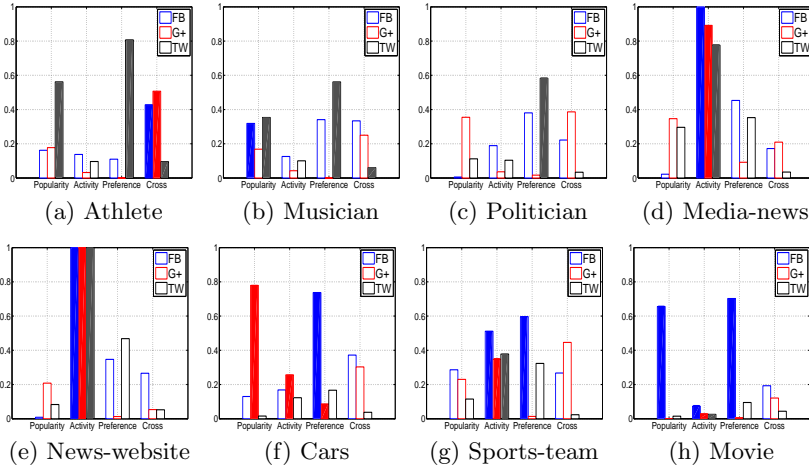 1
0.8
0.6
0.4
0.2
0
Popularity Activity Preference Cross
FB
G+
TW
(a) Athlete
1
0.8
0.6
0.4
0.2
0
Popularity Activity Preference Cross
FB
G+
TW
(b) Musician
1
0.8
0.6
0.4
0.2
0
Popularity Activity Preference Cross
FB
G+
TW
(c) Politician
1
0.8
0.6
0.4
0.2
0
Popularity Activity Preference Cross
FB
G+
TW
(d) Media-news
1
0.8
0.6
0.4
0.2
0
Popularity Activity Preference Cross
FB
G+
TW
(e) News-website
1
0.8
0.6
0.4
0.2
0
Popularity Activity Preference Cross
FB
G+
TW
(f) Cars
1
0.8
0.6
0.4
0.2
0
Popularity Activity Preference Cross
FB
G+
TW
(g) Sports-team
1
0.8
0.6
0.4
0.2
0
Popularity Activity Preference Cross
FB
G+
TW
(h) Movie